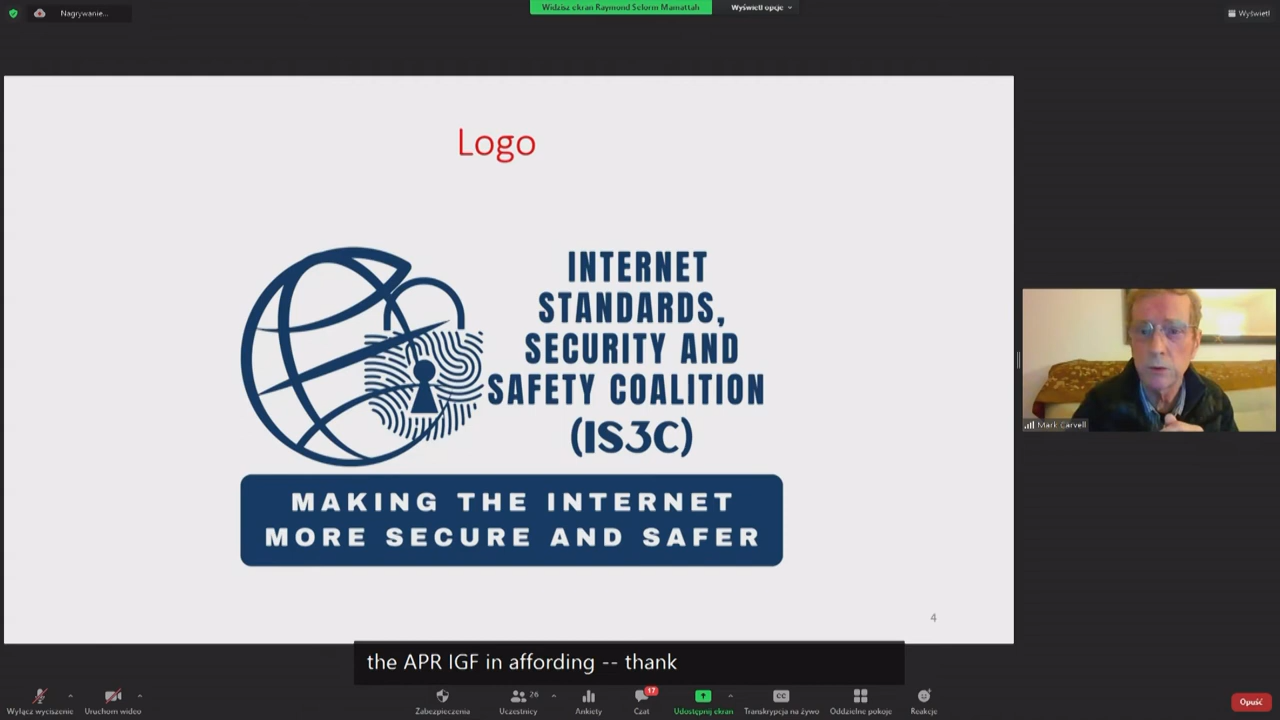 Nagrywanie...
Widzisz ekran Raymond Selorm Mamattah
Wyświetl opcje
Wyświetl
Logo
INTERNET
STANDARDS,
SECURITY AND
SAFETY COALITION
(IS3C)
MAKING THE INTERNET
MORE SECURE AND SAFER
4
Mark Carvell
the APR IGF in affording -- thank
Wyłącz wyciszenie
Uruchom wideo
Zabezpieczenia
26
Uczestnicy
Ankiety
17
Czat
Udostępnij ekran
CC
Transkrypcja na żywo
Oddzielne pokoje
Reakcje
Opuść